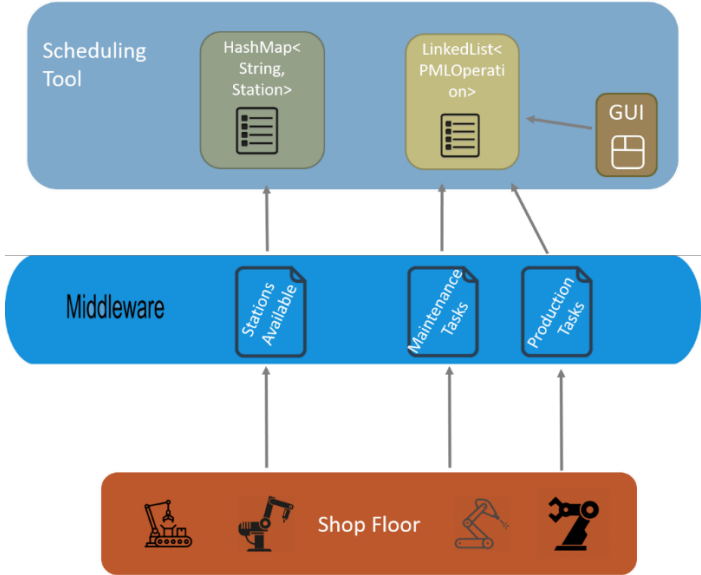 Scheduling
Tool
HashMap<
String,
Station>
LinkedList<
PMLOperati
on>
GUI
Middleware
Stations
Available
Maintenance
Tasks
Production
Tasks
Shop Floor